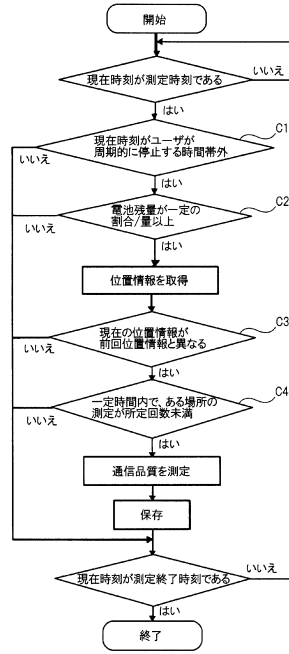 開始
現在時刻が測定時刻である
いいえ
はい
C1
現在時刻がユーザが
周期的に停止する時間帯外
いいえ
はい
C2
電池残量が一定の
割合/量以上
いいえ
はい
位置情報を取得
C3
現在の位置情報が
前回位置情報と異なる
いいえ
はい
C4
一定時間内で、ある場所の
測定が所定回数未満
いいえ
はい
通信品質を測定
保存
現在時刻が測定終了時刻である
いいえ
はい
終了